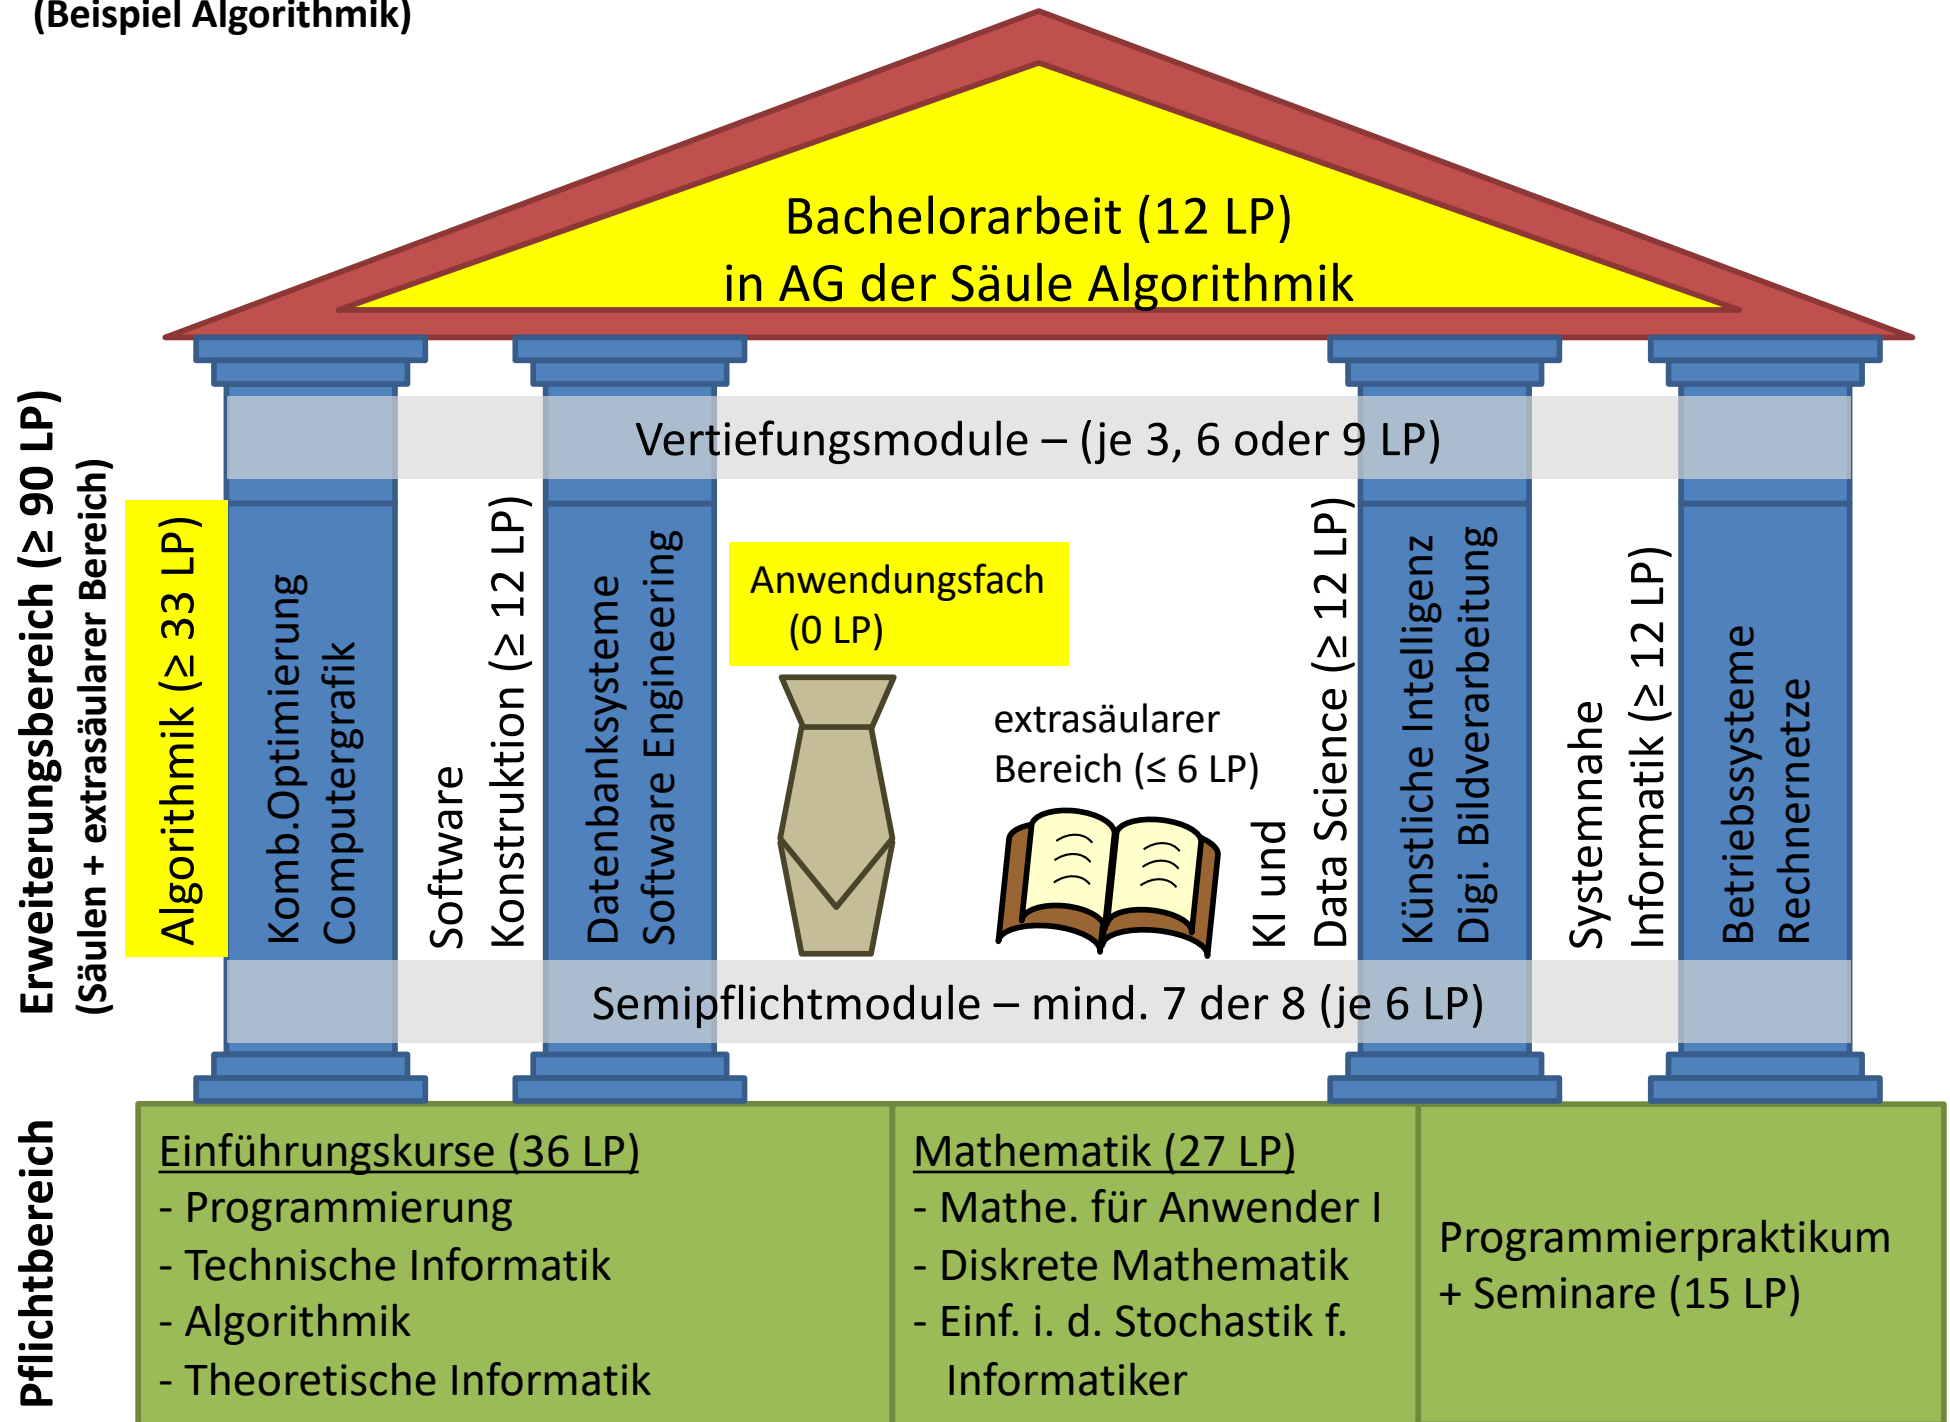 (Beispiel Algorithmik)
Bachelorarbeit (12 LP)
in AG der Säule Algorithmik
Erweiterungsbereich (≥ 90 LP)
(Säulen + extrasäularer Bereich)
Vertiefungsmodule – (je 3, 6 oder 9 LP)
Algorithmik (≥ 33 LP)
Komb.Optimierung
Computergrafik
Software
Konstruktion (≥ 12 LP)
Datenbanksysteme
Software Engineering
Anwendungsfach
(0 LP)
extrasäularer
Bereich (≤ 6 LP)
KI und
Data Science (≥ 12 LP)
Künstliche Intelligenz
Digi. Bildverarbeitung
Systemnahe
Informatik (≥ 12 LP)
Betriebssysteme
Rechnernetze
Semipflichtmodule – mind. 7 der 8 (je 6 LP)
Pflichtbereich
Einführungskurse (36 LP)
- Programmierung
- Technische Informatik
- Algorithmik
- Theoretische Informatik
Mathematik (27 LP)
- Mathe. für Anwender I
- Diskrete Mathematik
- Einf. i. d. Stochastik f.
Informatiker
Programmierpraktikum
+ Seminare (15 LP)